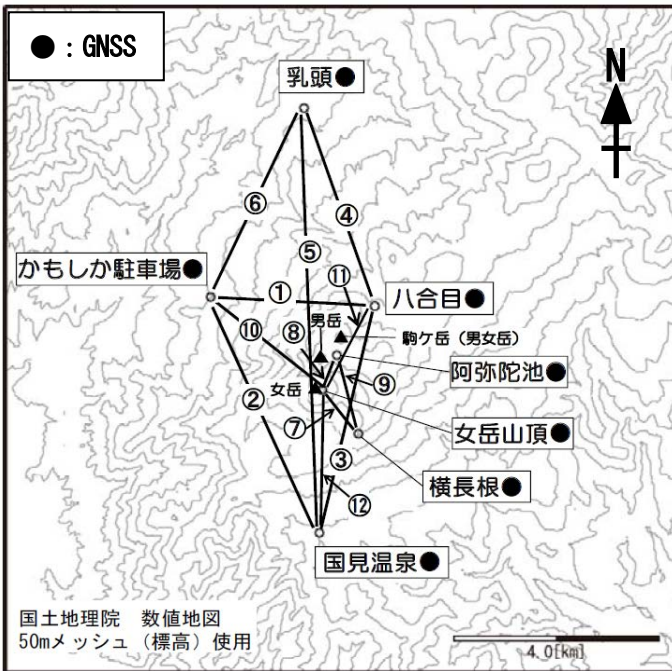 ●：GNSS
N
乳頭●
⑥
④
⑤
かもしか駐車場●
①
⑪
八合目●
⑩
⑧
男岳
駒ケ岳（男女岳）
阿弥陀池●
②
女岳
⑨
⑦
女岳山頂●
③
横長根●
⑫
国見温泉●
国土地理院　数値地図
50mメッシュ（標高）使用
4.0[km]